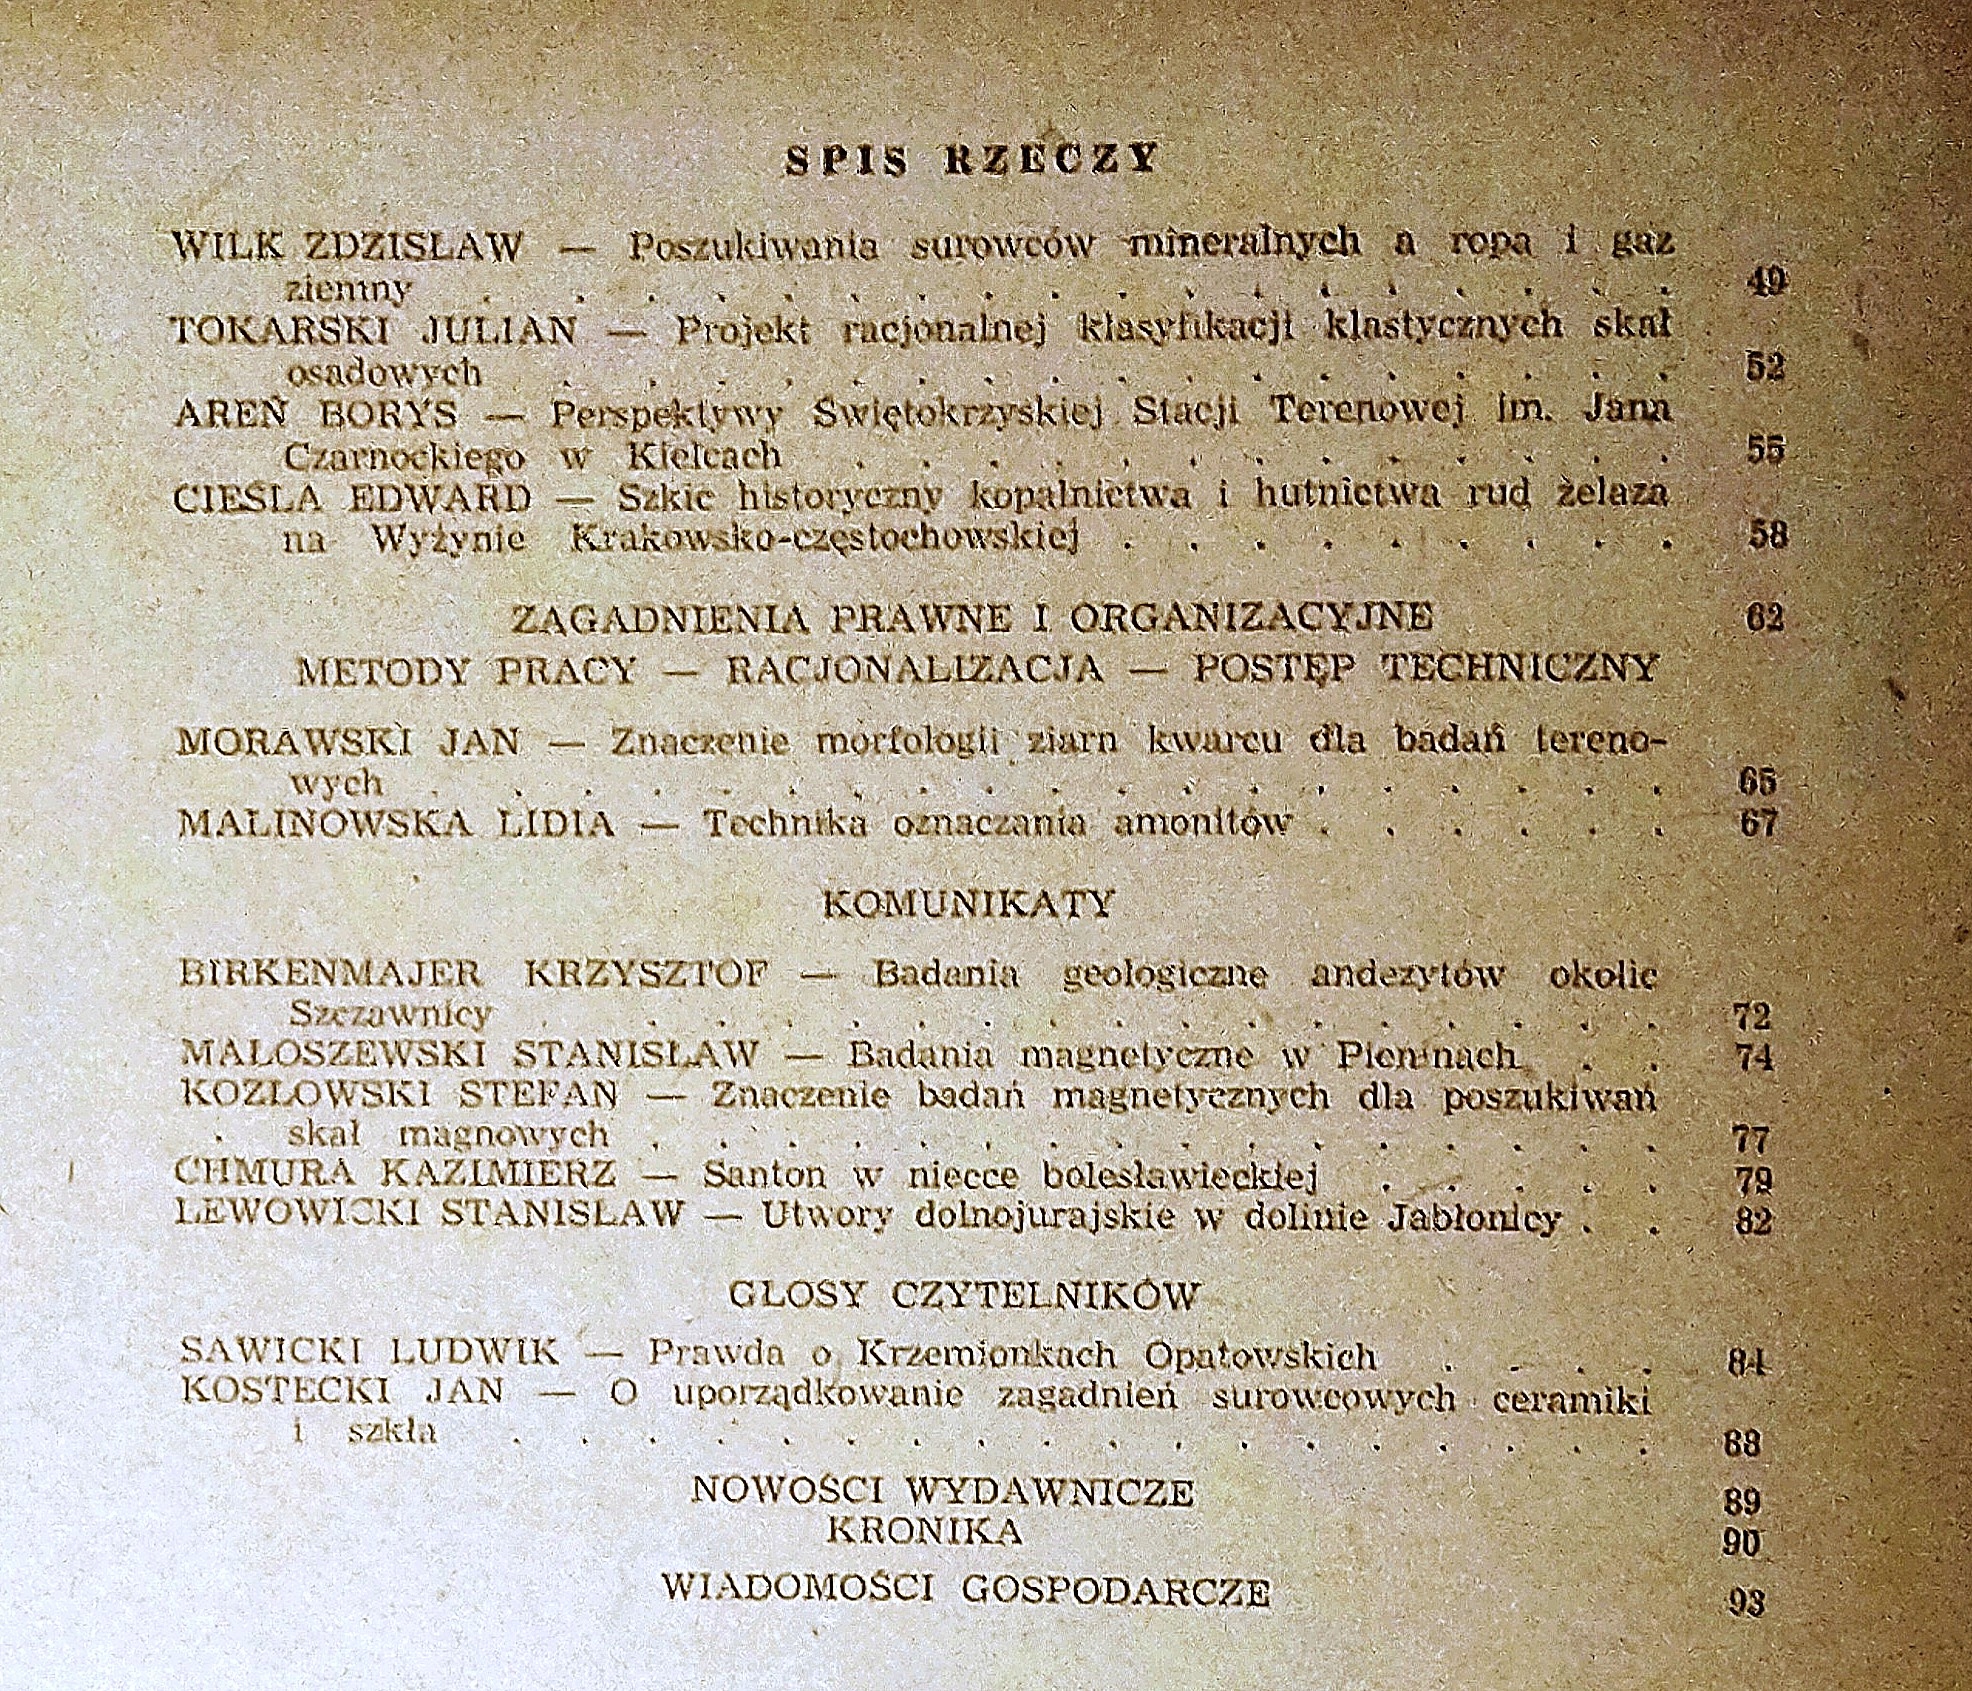 SPIS RZECZY
WILK ZDZISŁAW — Poszukiwania surowców mineralnych a ropa i gaz
ziemny . . . . . . . . . . . . . . . . . . 49
TOKARSKI JULIAN — Projekt racjonalnej klasyfikacji klastycznych skał
osadowych . . . . . . . . . . . . . . . . . 52
AREŃ BORYS — Perspektywy Świętokrzyskiej Stacji Terenowej im. Jana
Czarnockiego w Kielcach . . . . . . . . . . . . . 55
CIEŚLA EDWARD — Szkic historyczny kopalnictwa i hutnictwa rud żelaza
na Wyżynie Krakowsko-częstochowskiej . . . . . . . . . 58
ZAGADNIENIA PRAWNE I ORGANIZACYJNE 62
METODY PRACY — RACJONALIZACJA — POSTĘP TECHNICZNY
MORAWSKI JAN — Znaczenie morfologii ziarn kwarcu dla badań tereno-
wych . . . . . . . . . . . . . . . . . . . 65
MALINOWSKA LIDIA — Technika oznaczania amonitów . . . . . . 67
KOMUNIKATY
BIRKENMAJER KRZYSZTOF — Badania geologiczne andezytów okolic
Szczawnicy . . . . . . . . . . . . . . . . . 72
MAŁOSZEWSKI STANISŁAW — Badania magnetyczne w Pieninach . . 74
KOZŁOWSKI STEFAN — Znaczenie badań magnetycznych dla poszukiwań
skał magnowych . . . . . . . . . . . . . . . . 77
CHMURA KAZIMIERZ — Santon w niecce bolesławieckiej . . . . . 79
LEWOWICKI STANISŁAW — Utwory dolnojurajskie w dolinie Jabłonicy . . 82
GŁOSY CZYTELNIKÓW
SAWICKI LUDWIK — Prawda o Krzemionkach Opatowskich . . . . 84
KOSTECKI JAN — O uporządkowanie zagadnień surowcowych ceramiki
i szkła . . . . . . . . . . . . . . . . . . 88
NOWOŚCI WYDAWNICZE 89
KRONIKA 90
WIADOMOŚCI GOSPODARCZE 93